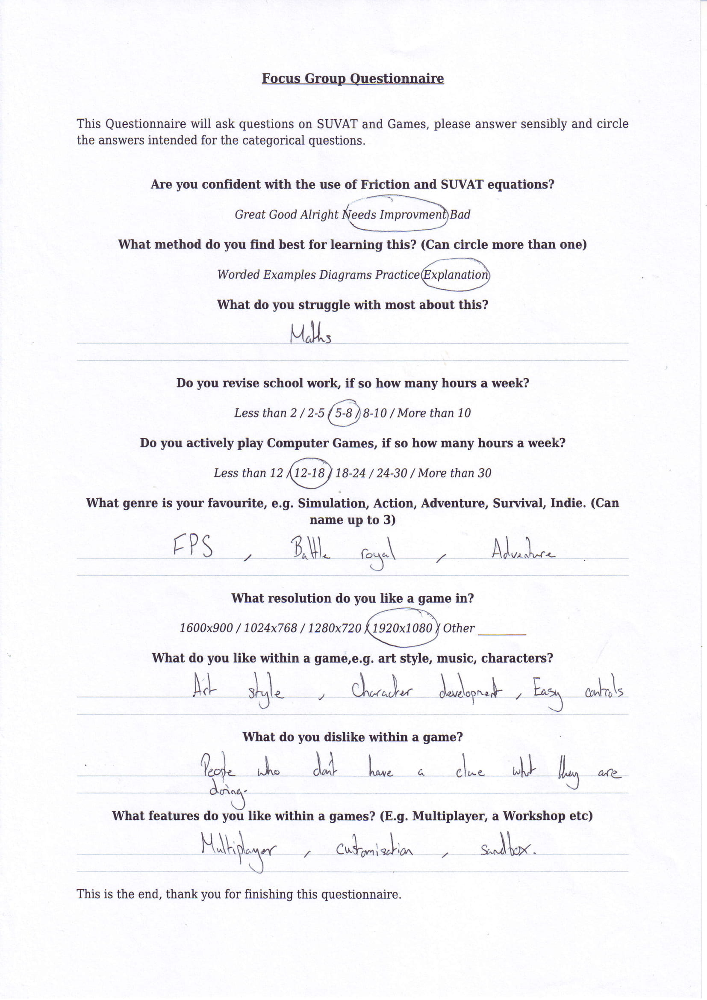 Focus Group Questionnaire
This Questionnaire will ask questions on SUVAT and Games, please answer sensibly and circle
the answers intended for the categorical questions.
Are you confident with the use of Friction and SUVAT equations?
Great Good Alright Needs Improvment Bad
What method do you find best for learning this? (Can circle more than one)
Worded Examples Diagrams Practice Explanation
What do you struggle with most about this?
Maths
Do you revise school work, if so how many hours a week?
Less than 2 / 2-5 / 5-8 / 8-10 / More than 10
Do you actively play Computer Games, if so how many hours a week?
Less than 12 / 12-18 / 18-24 / 24-30 / More than 30
What genre is your favourite, e.g. Simulation, Action, Adventure, Survival, Indie. (Can
name up to 3)
FPS , Battle royal , Adventure
What resolution do you like a game in?
1600x900 / 1024x768 / 1280x720 / 1920x1080 / Other ________
What do you like within a game,e.g. art style, music, characters?
Art style , Character development , Easy controls
What do you dislike within a game?
People who don't have a clue what they are
doing.
What features do you like within a games? (E.g. Multiplayer, a Workshop etc)
Multiplayer , customisation , sandbox.
This is the end, thank you for finishing this questionnaire.